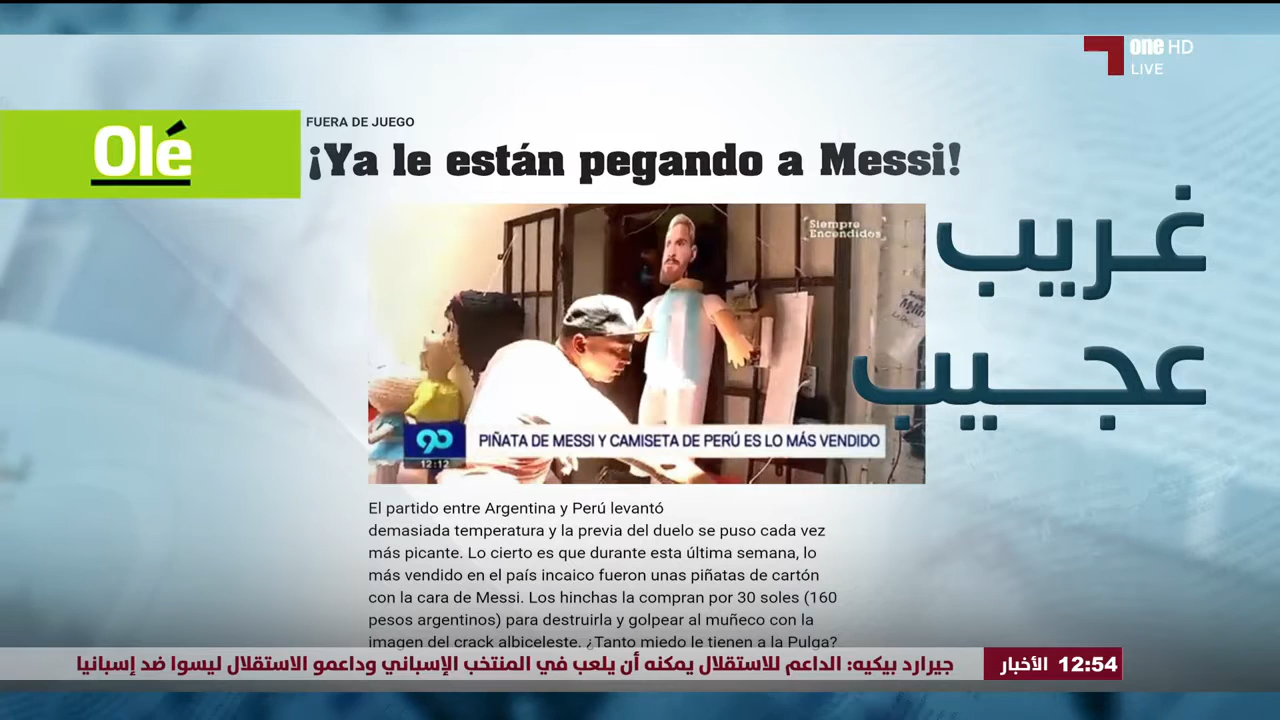 one HD
LIVE
Olé
FUERA DE JUEGO
¡Ya le están pegando a Messi!
غريب
عجيب
Siempre
Encendidos
90
12:12
PIÑATA DE MESSI Y CAMISETA DE PERÚ ES LO MÁS VENDIDO
El partido entre Argentina y Perú levantó
demasiada temperatura y la previa del duelo se puso cada vez
más picante. Lo cierto es que durante esta última semana, lo
más vendido en el país incaico fueron unas piñatas de cartón
con la cara de Messi. Los hinchas la compran por 30 soles (160
pesos argentinos) para destruirla y golpear al muñeco con la
imagen del crack albiceleste. ¿Tanto miedo le tienen a la Pulga?
12:54 الأخبار
جيرارد بيكيه: الداعم للاستقلال يمكنه أن يلعب في المنتخب الإسباني وداعمو الاستقلال ليسوا ضد إسبانيا